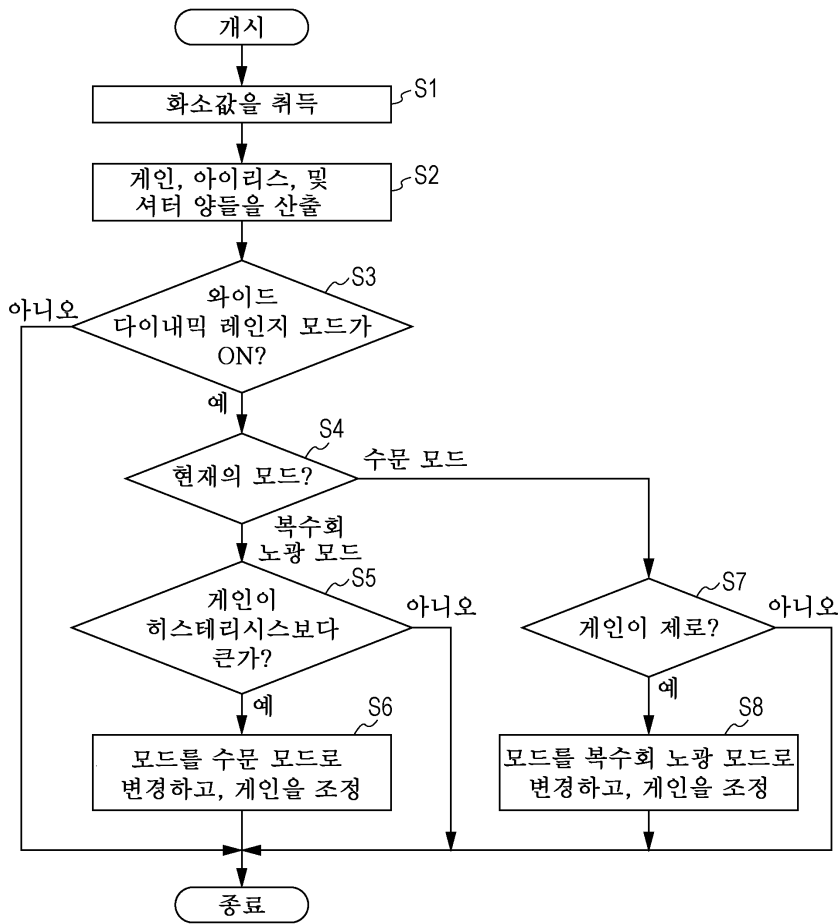 개시
화소값을 취득
S1
게인, 아이리스, 및
셔터 양들을 산출
S2
와이드
다이내믹 레인지 모드가
ON?
S3
아니오
예
현재의 모드?
S4
수문 모드
복수회
노광 모드
게인이
히스테리시스보다
큰가?
S5
아니오
예
모드를 수문 모드로
변경하고, 게인을 조정
S6
게인이 제로?
S7
아니오
예
모드를 복수회 노광 모드로
변경하고, 게인을 조정
S8
종료